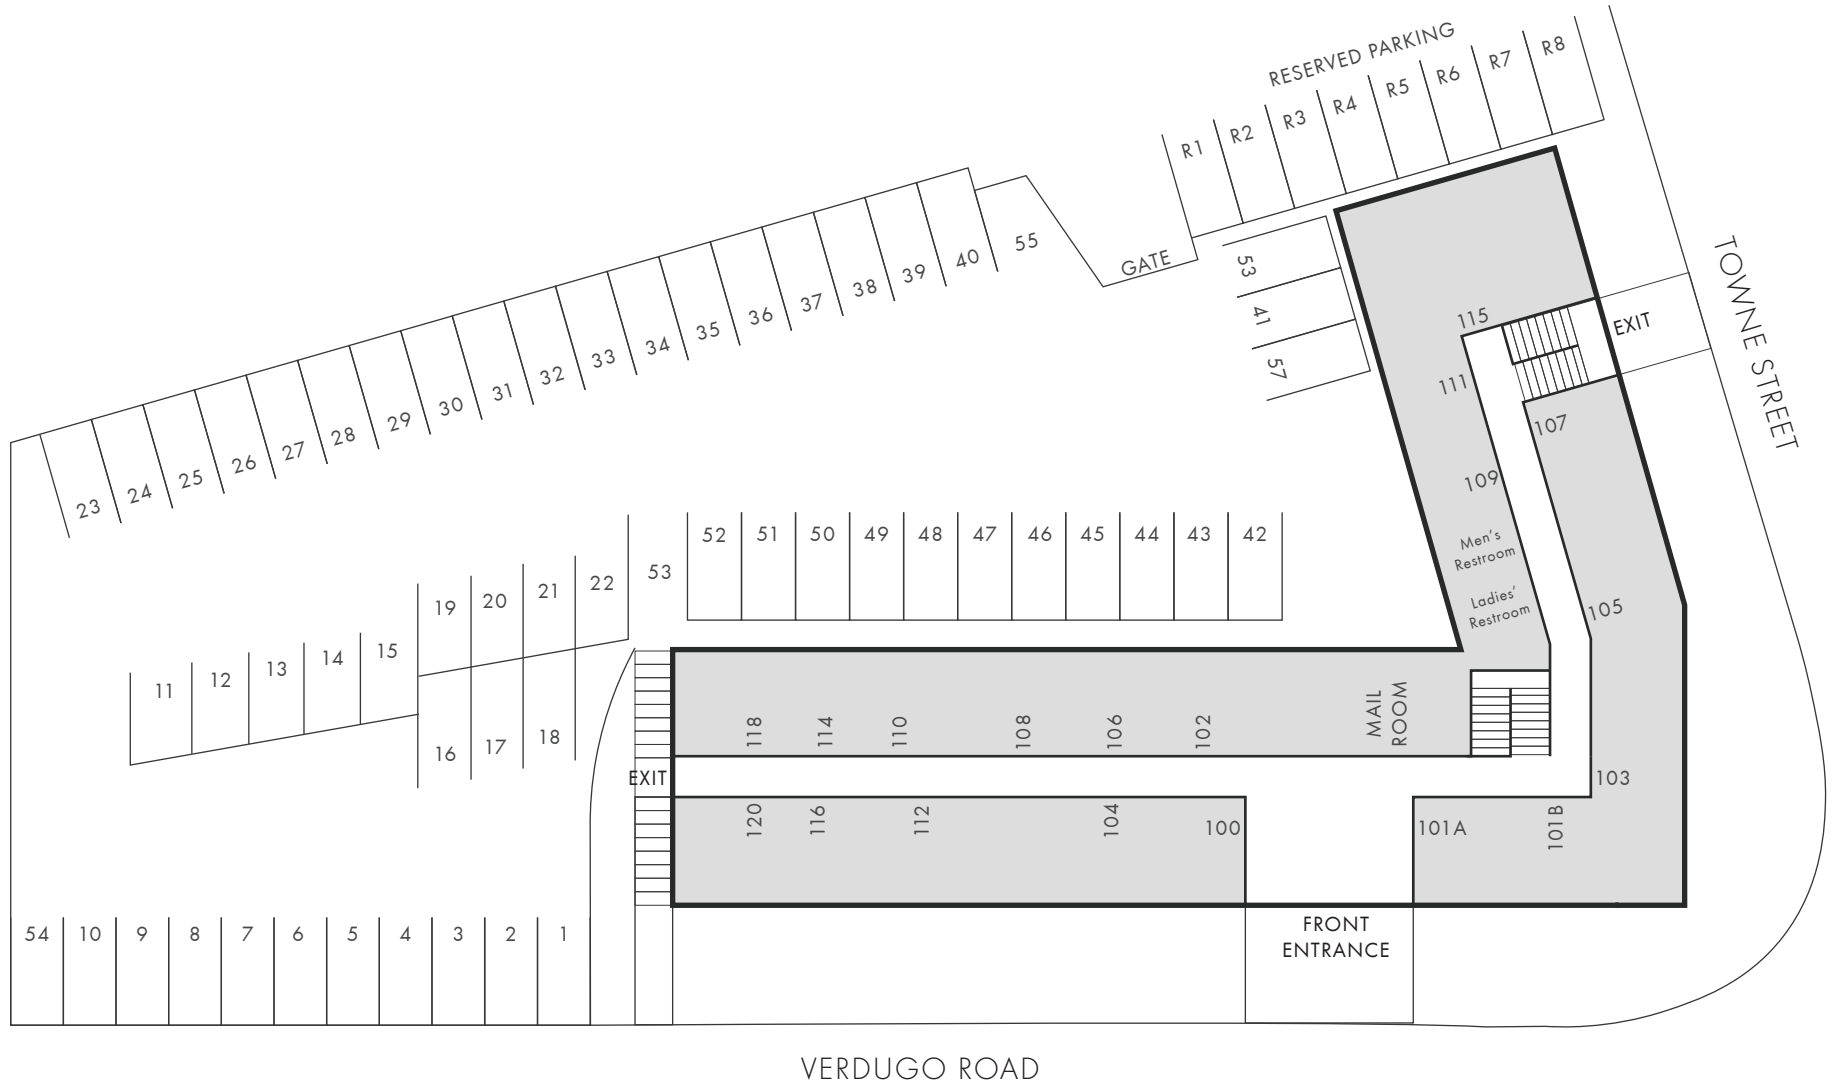 RESERVED PARKING
R1 R2 R3 R4 R5 R6 R7 R8
GATE
53
41
57
23 24 25 26 27 28 29 30 31 32 33 34 35 36 37 38 39 40 55
TOWNE STREET
EXIT
115
111
107
109
Men's
Restroom
Ladies'
Restroom
105
52 51 50 49 48 47 46 45 44 43 42
53
19 20 21 22
11 12 13 14 15
16 17 18
118 114 110 108 106 102
MAIL
ROOM
EXIT
103
120 116 112 104 100
101A 101B
FRONT
ENTRANCE
54 10 9 8 7 6 5 4 3 2 1
VERDUGO ROAD